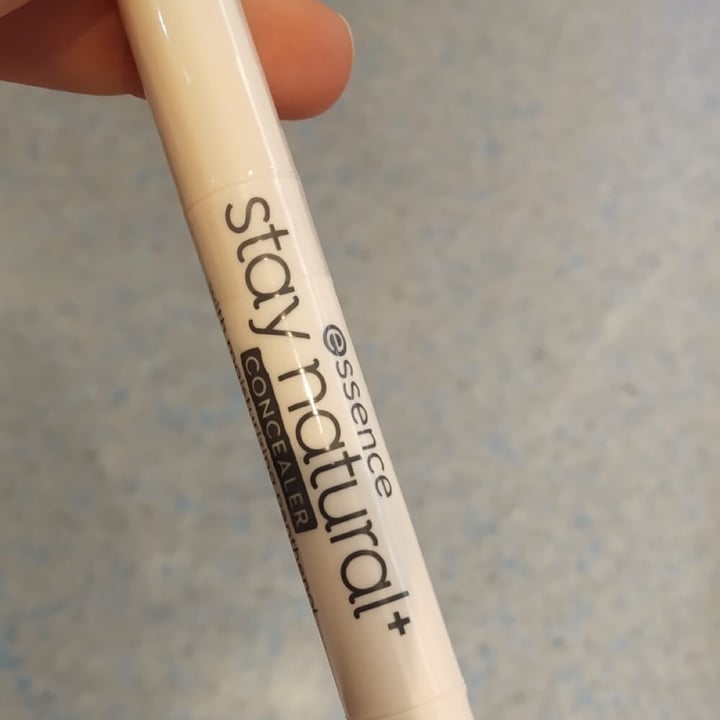 essence
stay natural+
CONCEALER